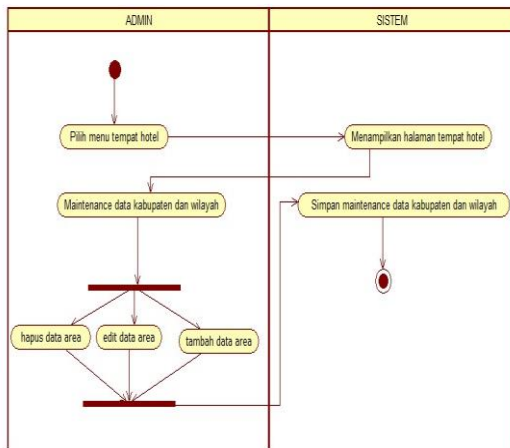 ADMIN
SISTEM
Pilih menu tempat hotel
Menampilkan halaman tempat hotel
Maintenance data kabupaten dan wilayah
Simpan maintenance data kabupaten dan wilayah
hapus data area
edit data area
tambah data area